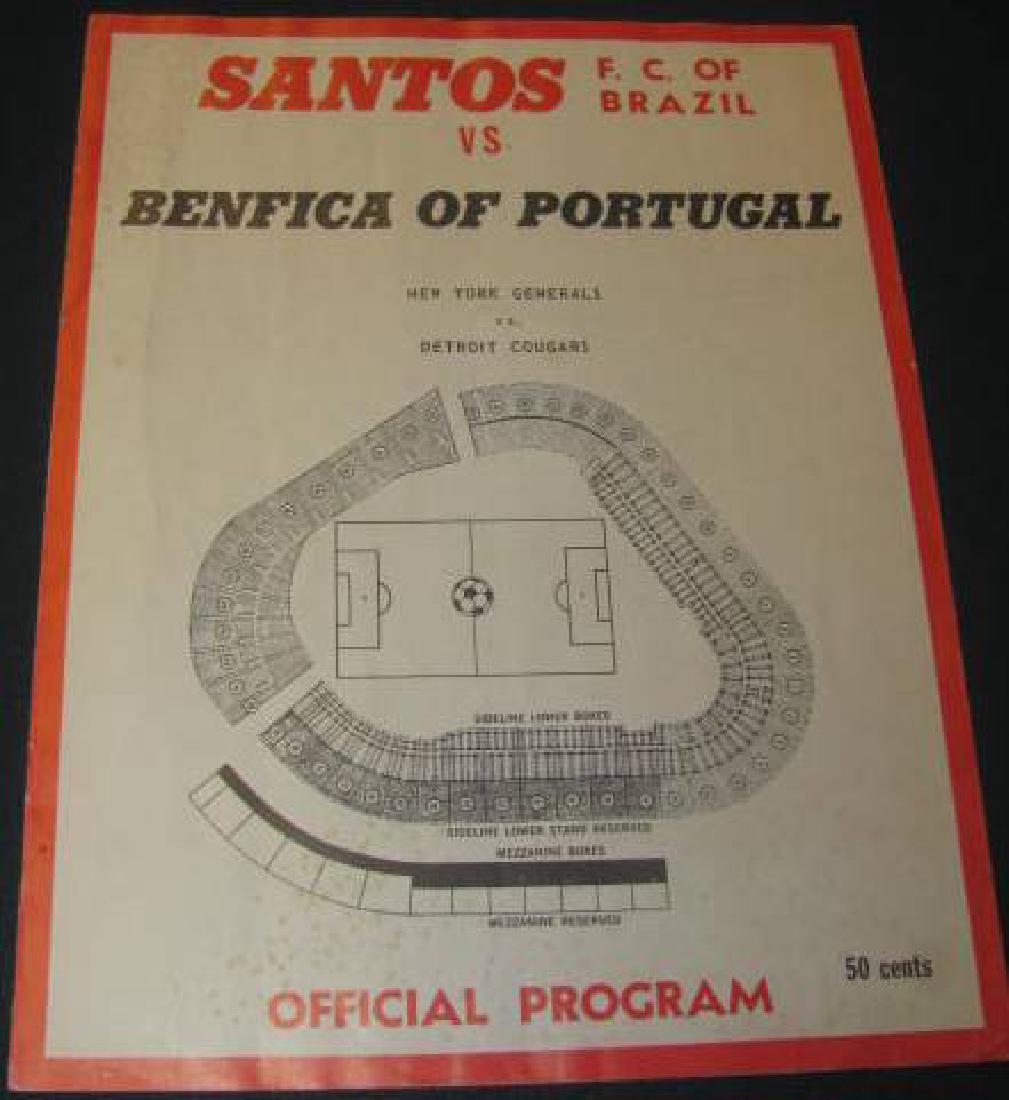 SANTOS F. C. OF
BRAZIL
VS
BENFICA OF PORTUGAL
NEW YORK GENERALS
VS.
DETROIT COUGARS
SIDELINE LOWER BOXES
SIDELINE LOWER STAND RESERVED
MEZZANINE BOXES
MEZZANINE RESERVED
50 cents
OFFICIAL PROGRAM